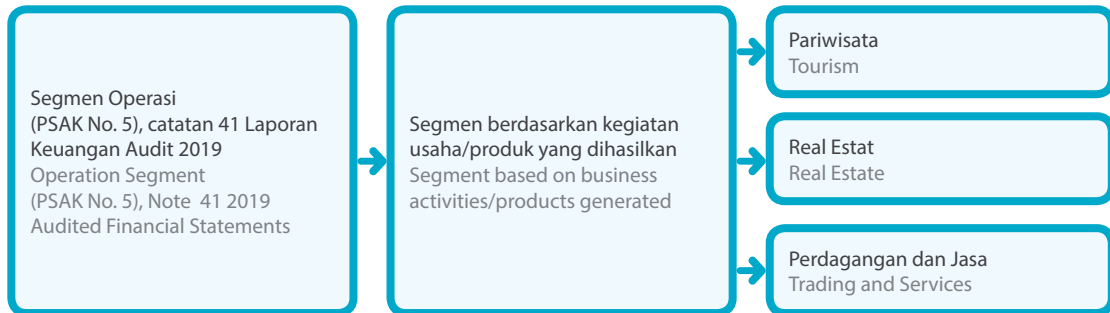 Segmen Operasi
(PSAK No. 5), catatan 41 Laporan
Keuangan Audit 2019
Operation Segment
(PSAK No. 5), Note 41 2019
Audited Financial Statements
Segmen berdasarkan kegiatan
usaha/produk yang dihasilkan
Segment based on business
activities/products generated
Pariwisata
Tourism
Real Estat
Real Estate
Perdagangan dan Jasa
Trading and Services